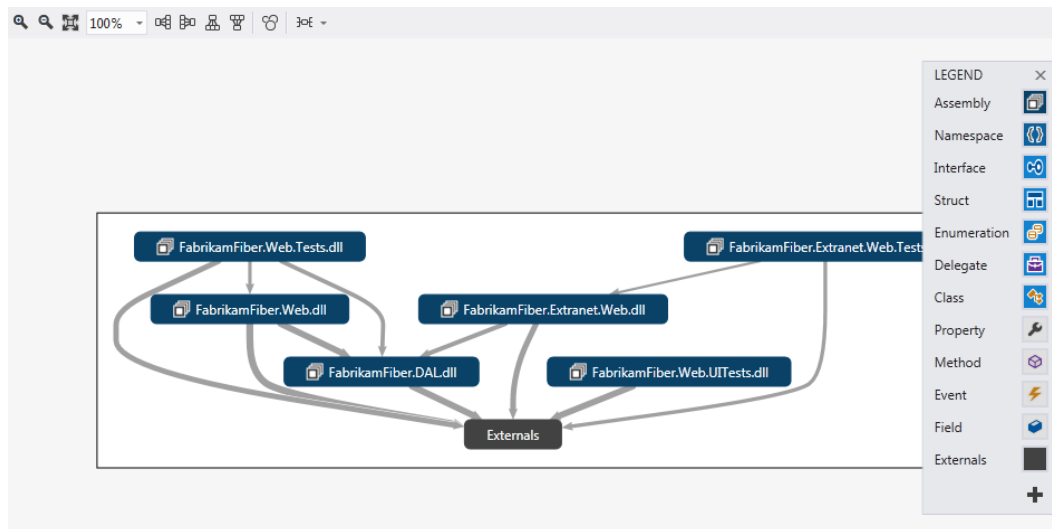 100%
LEGEND
Assembly
Namespace
Interface
Struct
Enumeration
Delegate
Class
Property
Method
Event
Field
Externals
FabrikamFiber.Web.Tests.dll
FabrikamFiber.Extranet.Web.Tests
FabrikamFiber.Web.dll
FabrikamFiber.Extranet.Web.dll
FabrikamFiber.DAL.dll
FabrikamFiber.Web.UITests.dll
Externals